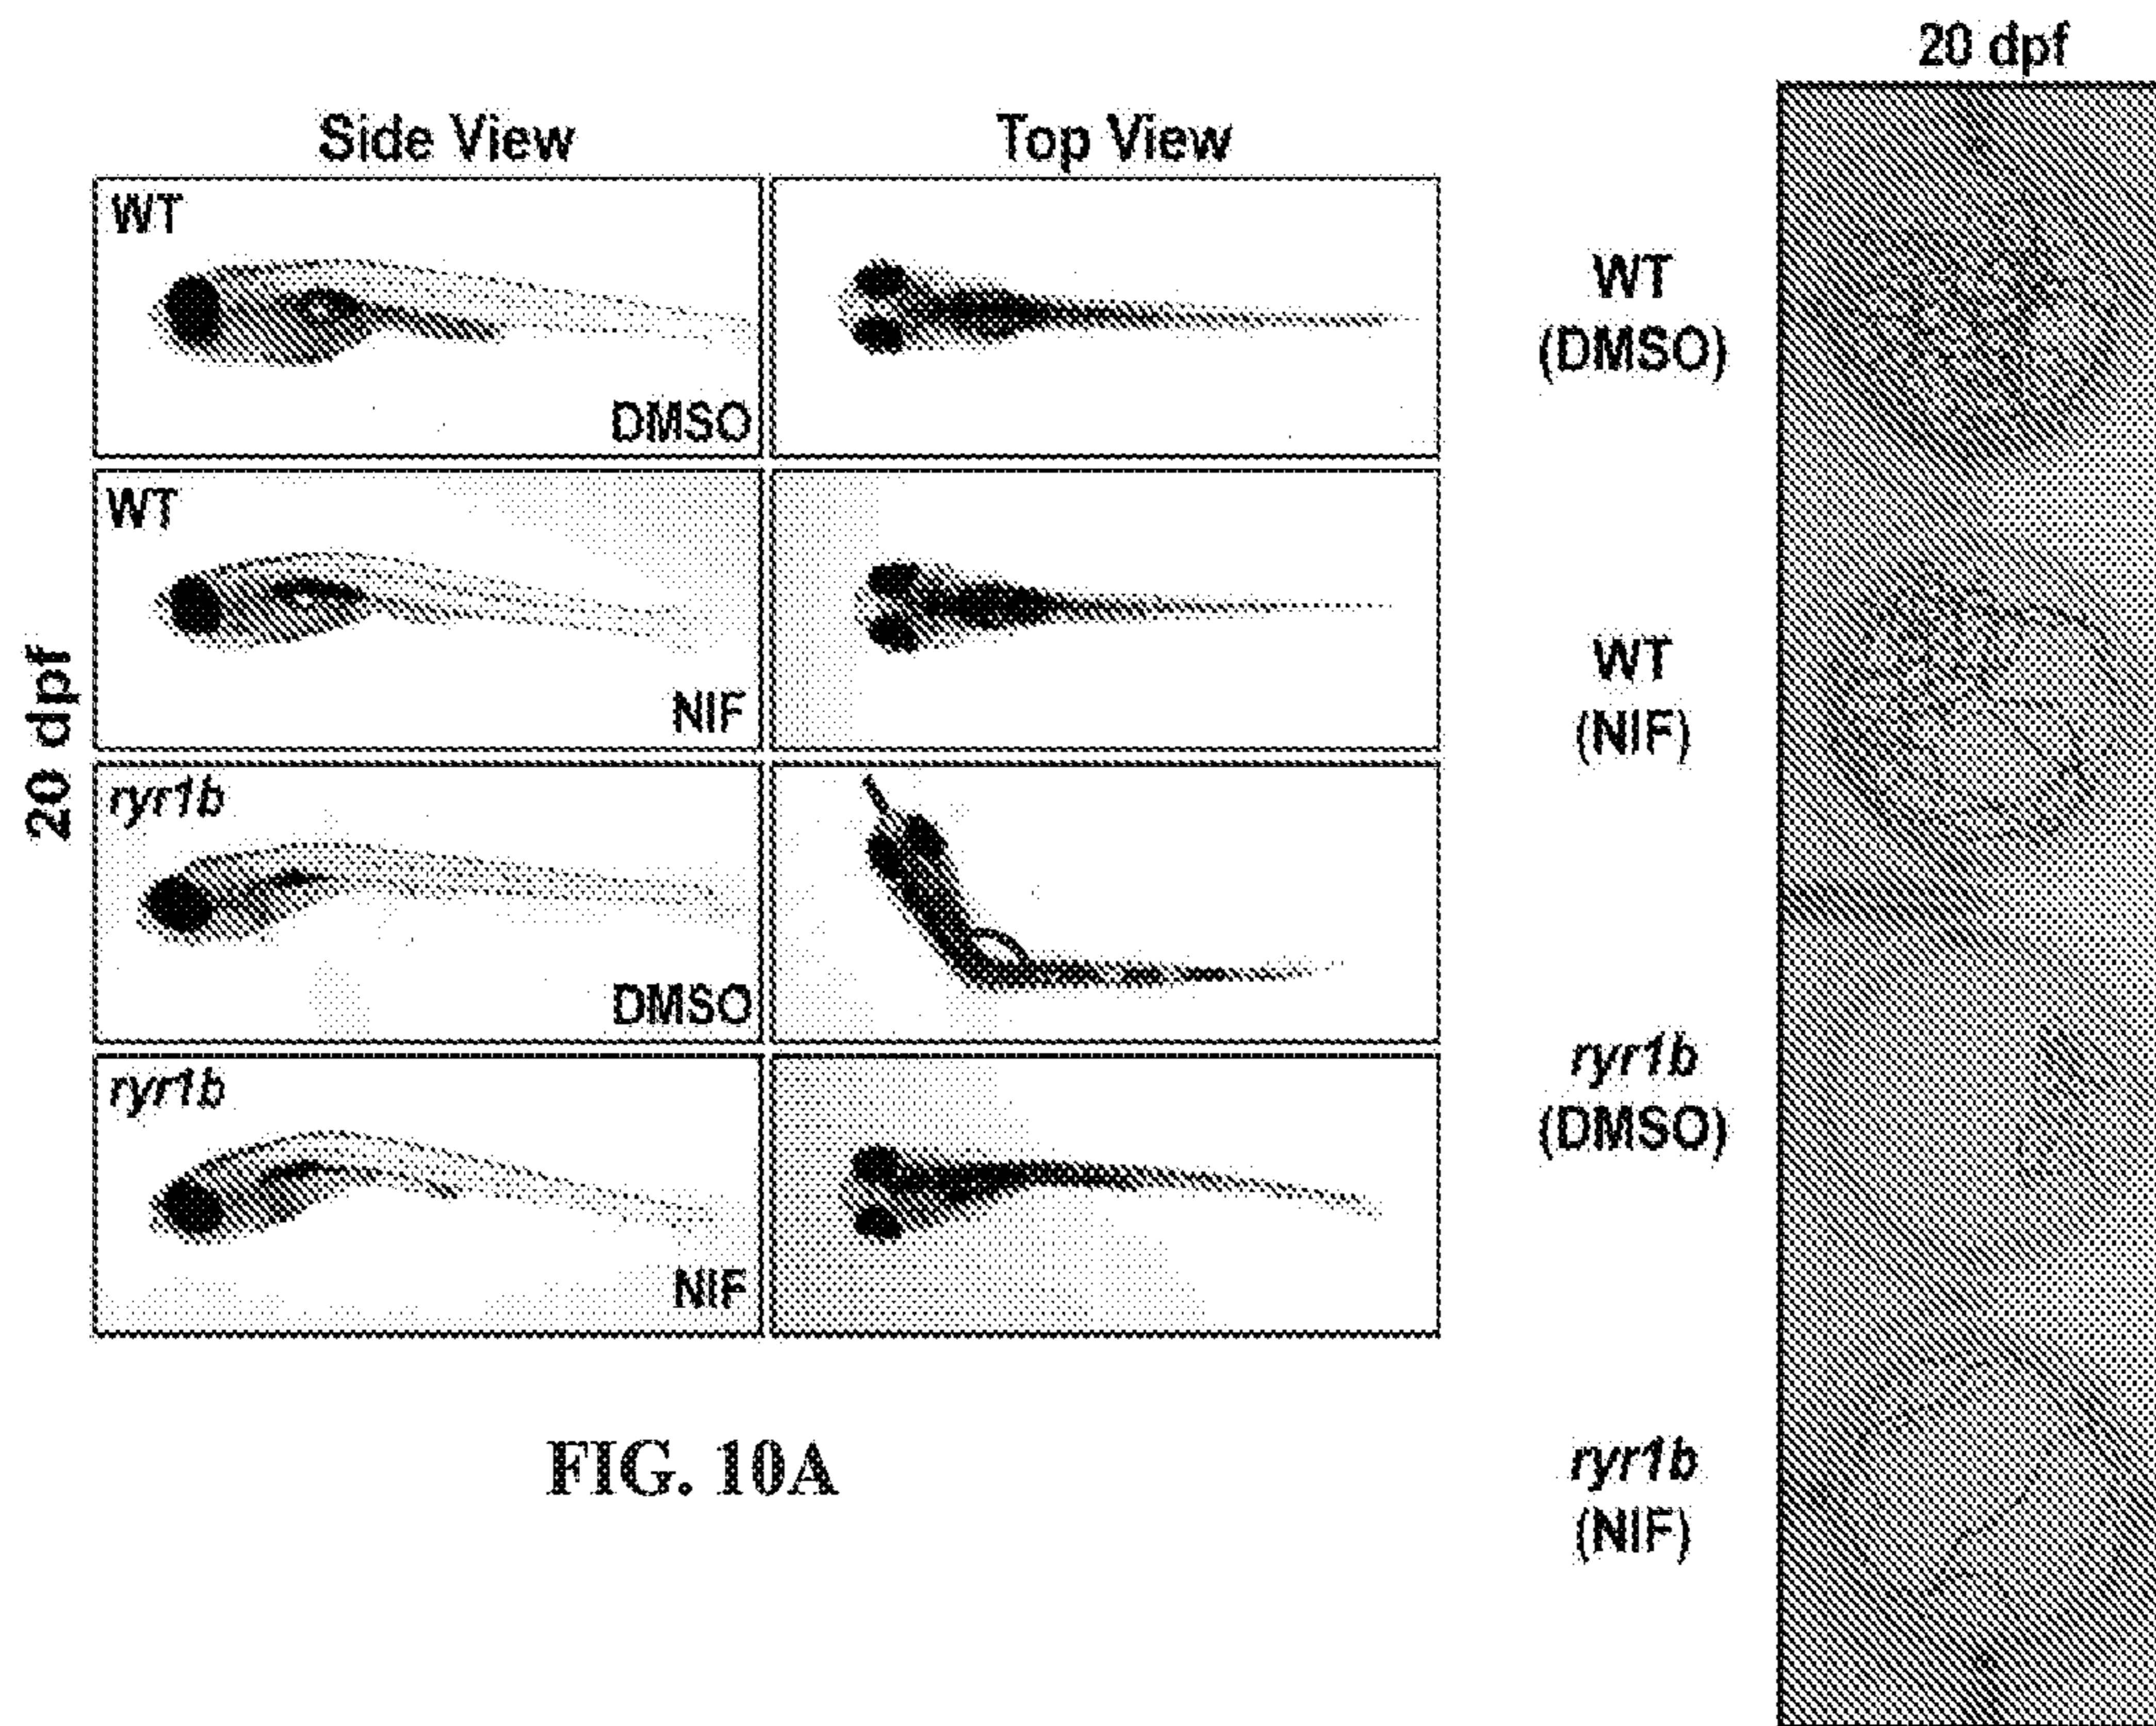 20 dpf
Side View
Top View
WT
DMSO
WT
NIF
ryr1b
DMSO
ryr1b
NIF
20 dpf
FIG. 10A
WT
(DMSO)
WT
(NIF)
ryr1b
(DMSO)
ryr1b
(NIF)